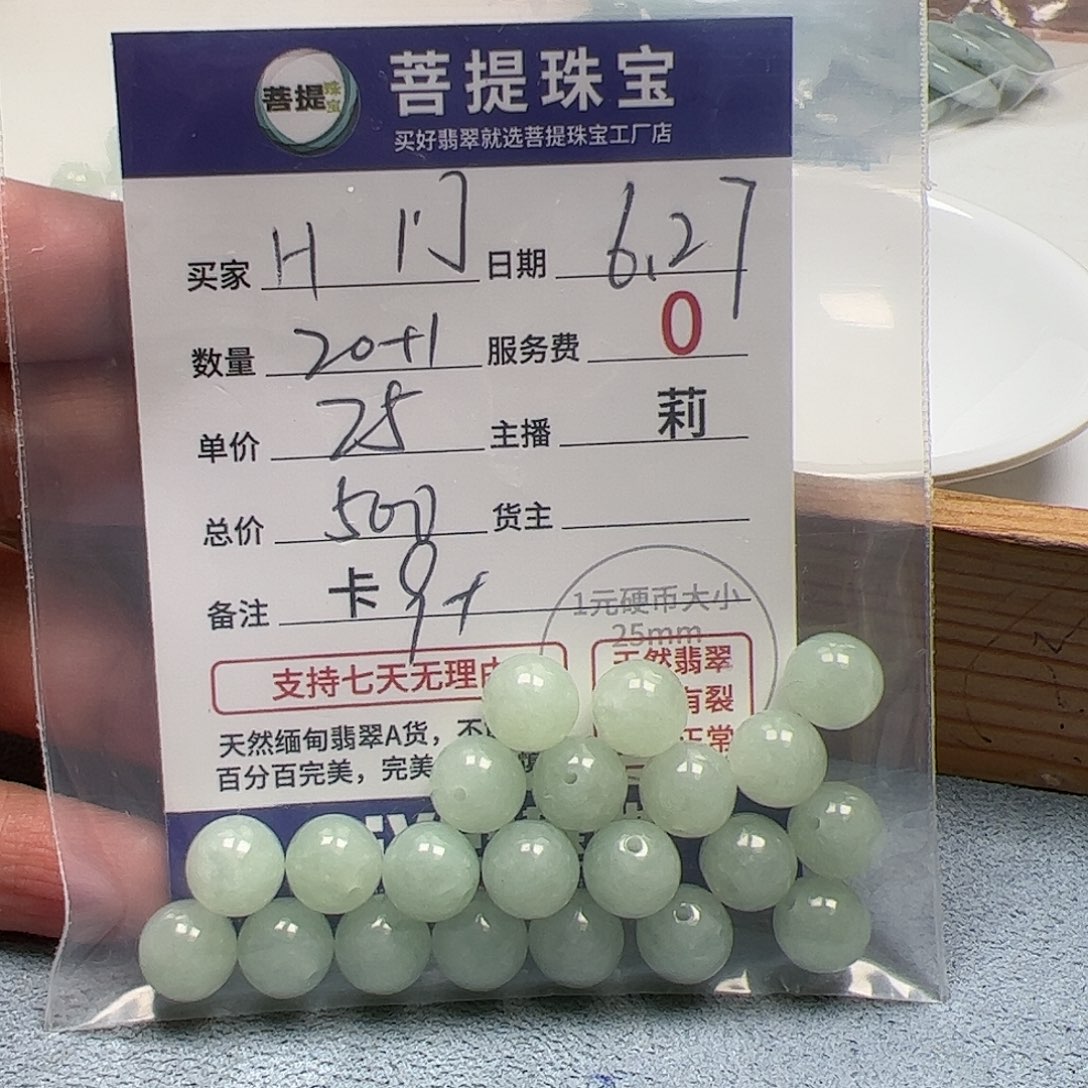 菩提珠宝
菩提珠宝
买好翡翠就选菩提珠宝工厂店
买家 H 门 日期 6.27
数量 20+1 服务费 0
单价 25 主播 莉
总价 500 货主
备注 卡 9+
1元硬币大小
25mm
支持七天无理由
天然翡翠
有裂
正常
天然缅甸翡翠A货，不
百分百完美，完美